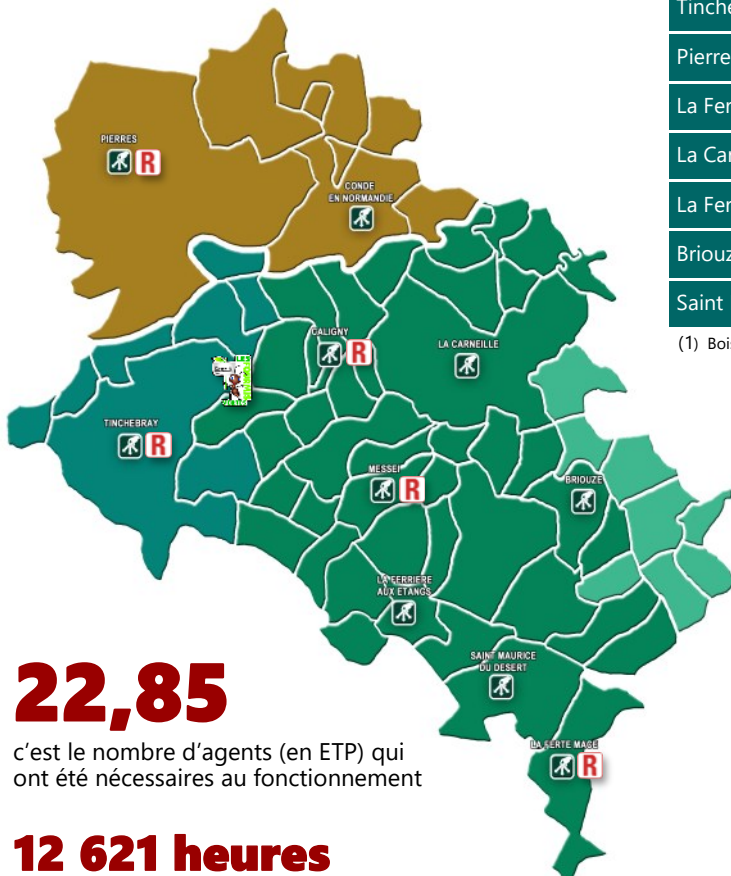 Tinche
Pierre
La Fer
La Car
La Fer
Briouz
Saint
(1) Bois
PIERRES
R
CONDE
EN NORMANDIE
CALIGNY
R
LA CARNEILLE
TINCHEBRAY
R
MESSEI
R
BRIOUZE
LA FERRIERE
AUX ETANGS
SAINT MAURICE
DU DESERT
LA FERTE MACE
R
22,85
c'est le nombre d'agents (en ETP) qui
ont été nécessaires au fonctionnement
12 621 heures